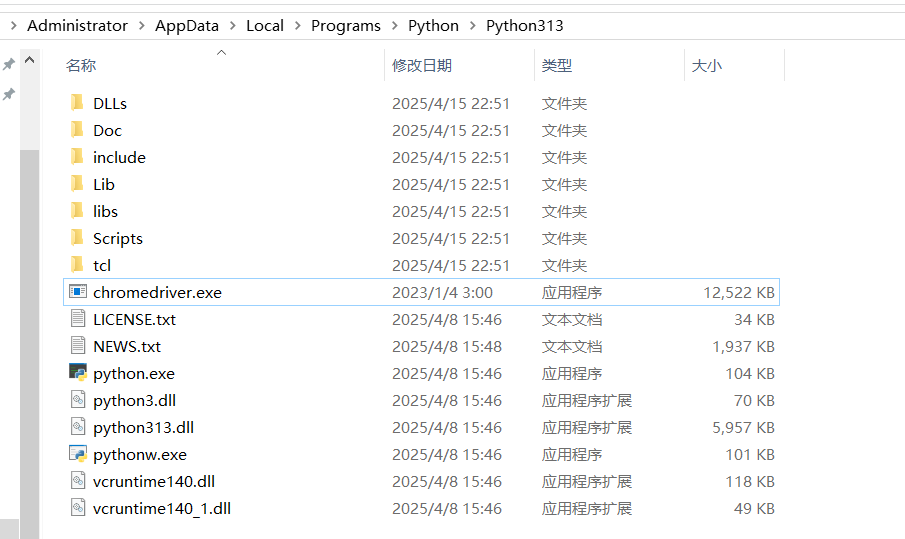 Administrator > AppData > Local > Programs > Python > Python313
名称 修改日期 类型 大小
DLLs 2025/4/15 22:51 文件夹
Doc 2025/4/15 22:51 文件夹
include 2025/4/15 22:51 文件夹
Lib 2025/4/15 22:51 文件夹
libs 2025/4/15 22:51 文件夹
Scripts 2025/4/15 22:51 文件夹
tcl 2025/4/15 22:51 文件夹
chromedriver.exe 2023/1/4 3:00 应用程序 12,522 KB
LICENSE.txt 2025/4/8 15:46 文本文档 34 KB
NEWS.txt 2025/4/8 15:48 文本文档 1,937 KB
python.exe 2025/4/8 15:46 应用程序 104 KB
python3.dll 2025/4/8 15:46 应用程序扩展 70 KB
python313.dll 2025/4/8 15:46 应用程序扩展 5,957 KB
pythonw.exe 2025/4/8 15:46 应用程序 101 KB
vcruntime140.dll 2025/4/8 15:46 应用程序扩展 118 KB
vcruntime140_1.dll 2025/4/8 15:46 应用程序扩展 49 KB